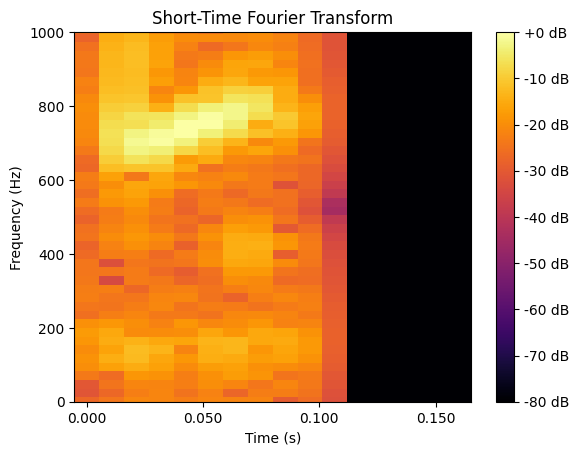 Short-Time Fourier Transform
1000
800
600
400
200
0
Frequency (Hz)
0.000
0.050
0.100
0.150
Time (s)
+0 dB
-10 dB
-20 dB
-30 dB
-40 dB
-50 dB
-60 dB
-70 dB
-80 dB